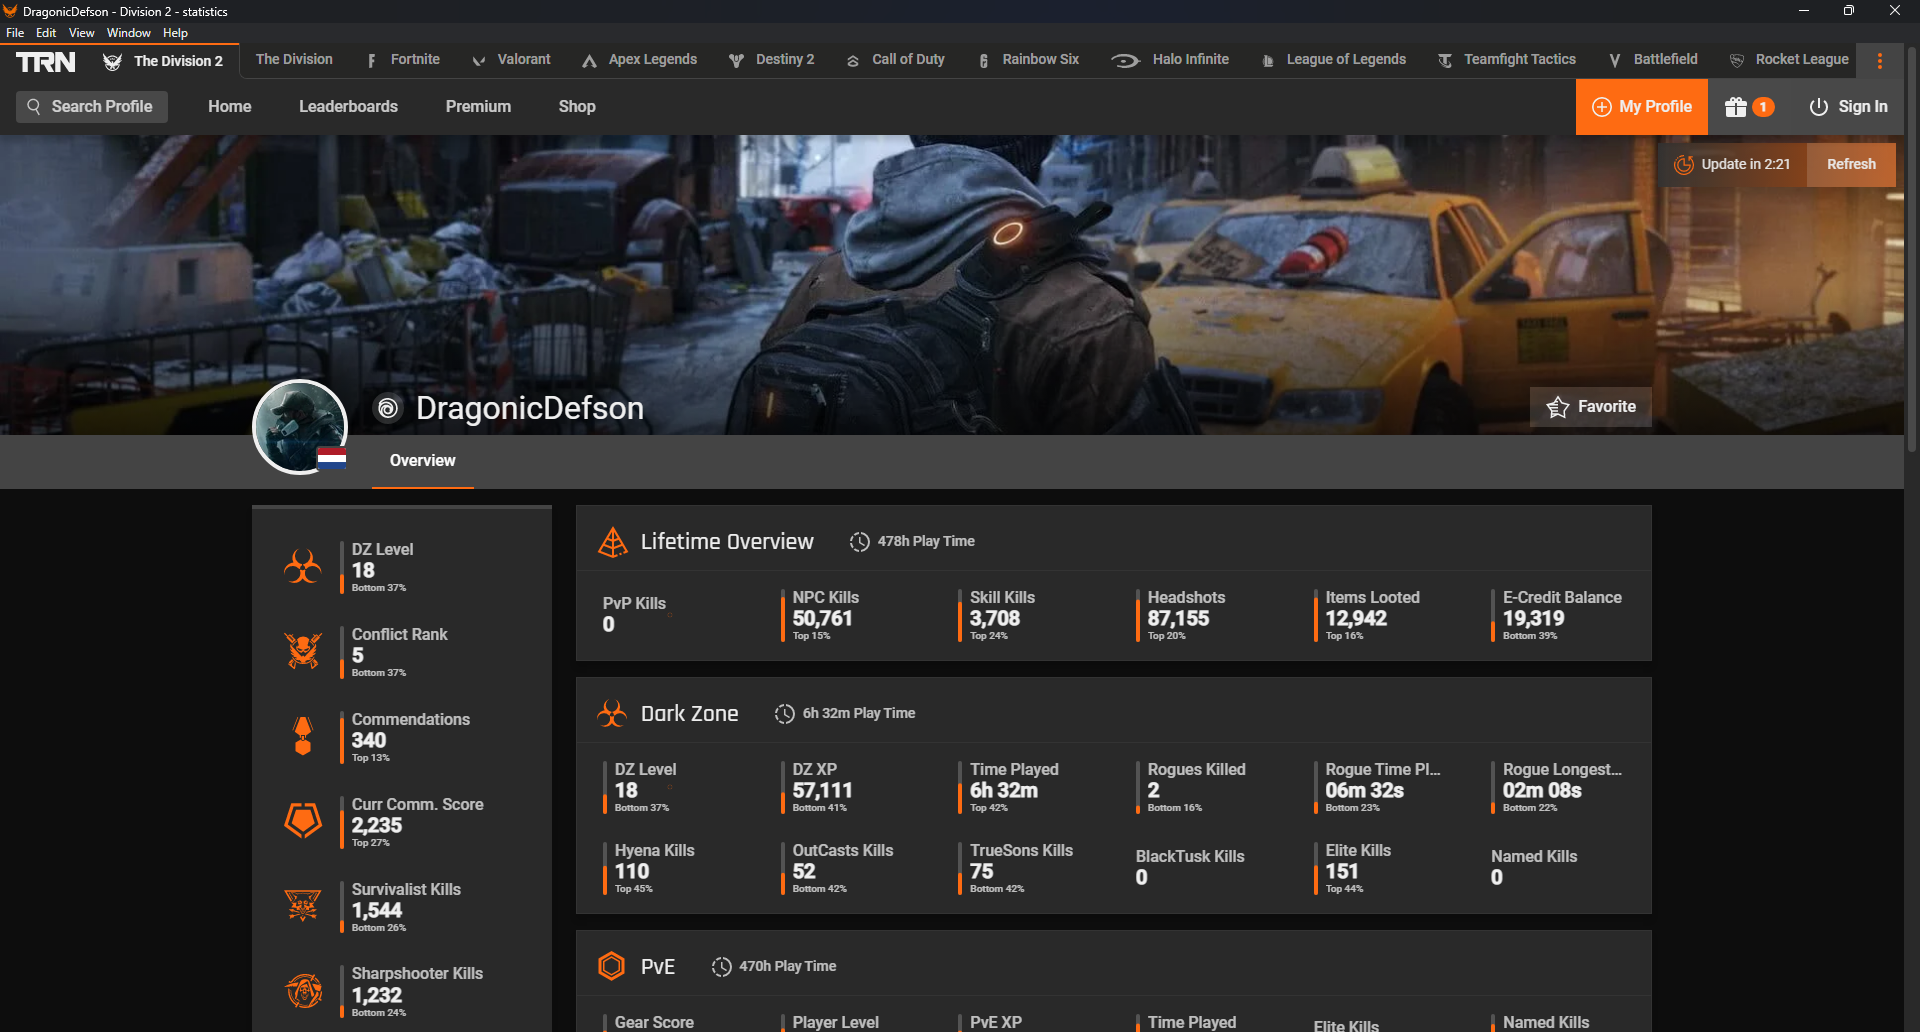 DragonicDefson - Division 2 - statistics
File Edit View Window Help
TRN The Division 2 The Division Fortnite Valorant Apex Legends Destiny 2 Call of Duty Rainbow Six Halo Infinite League of Legends Teamfight Tactics Battlefield Rocket League
Search Profile Home Leaderboards Premium Shop My Profile 1 Sign In
Update in 2:21 Refresh
DragonicDefson
Favorite
Overview
DZ Level
18
Bottom 37%
Conflict Rank
5
Bottom 37%
Commendations
340
Top 13%
Curr Comm. Score
2,235
Top 27%
Survivalist Kills
1,544
Bottom 26%
Sharpshooter Kills
1,232
Bottom 24%
Lifetime Overview 478h Play Time
PvP Kills
0
NPC Kills
50,761
Top 15%
Skill Kills
3,708
Top 24%
Headshots
87,155
Top 20%
Items Looted
12,942
Top 16%
E-Credit Balance
19,319
Bottom 39%
Dark Zone 6h 32m Play Time
DZ Level
18
Bottom 37%
DZ XP
57,111
Bottom 41%
Time Played
6h 32m
Top 42%
Rogues Killed
2
Bottom 16%
Rogue Time Pl...
06m 32s
Bottom 23%
Rogue Longest...
02m 08s
Bottom 22%
Hyena Kills
110
Top 45%
OutCasts Kills
52
Bottom 42%
TrueSons Kills
75
Bottom 42%
BlackTusk Kills
0
Elite Kills
151
Top 44%
Named Kills
0
PvE 470h Play Time
Gear Score
Player Level
PvE XP
Time Played
Elite Kills
Named Kills